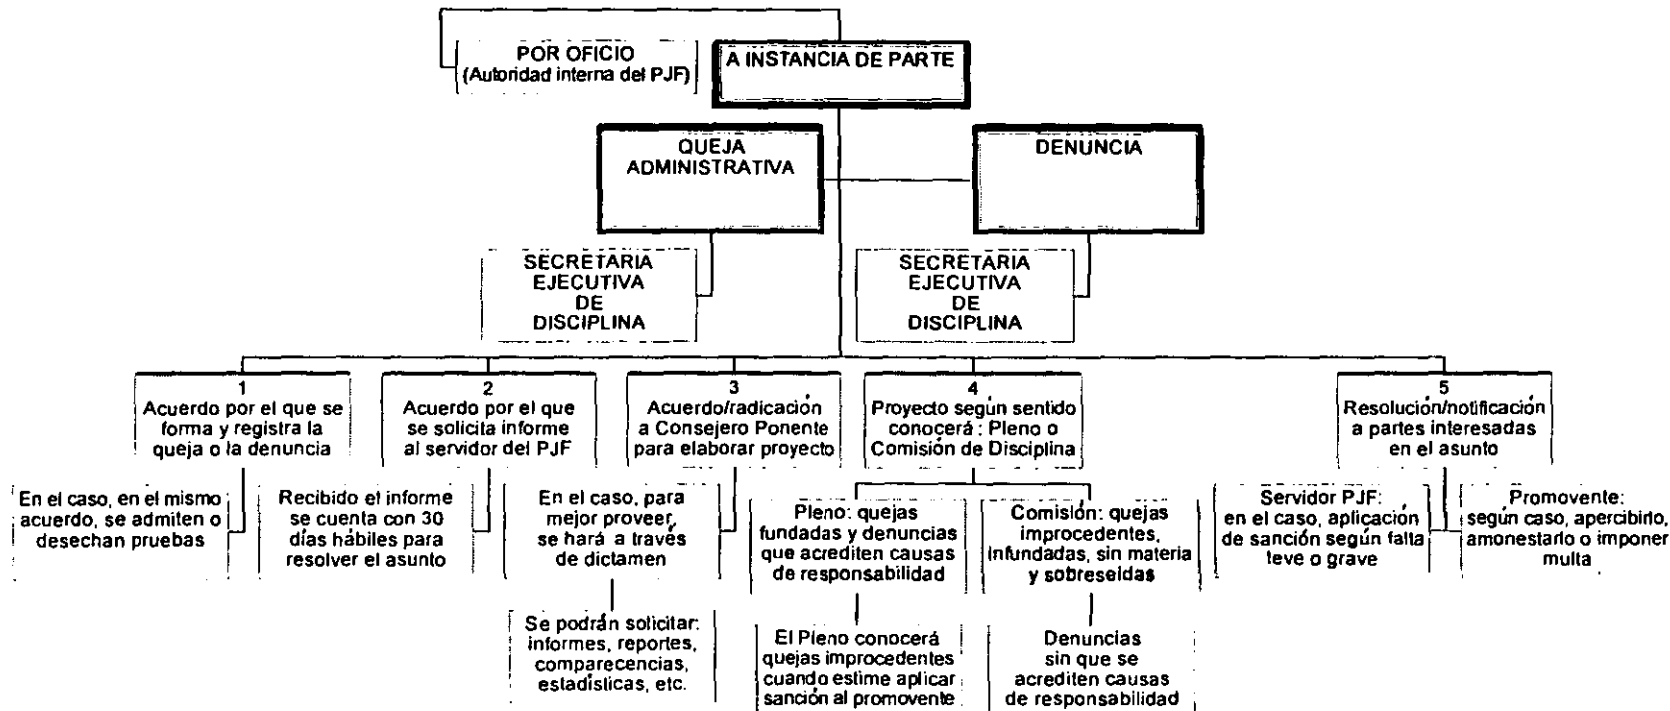 POR OFICIO
(Autoridad interna del PJF)
A INSTANCIA DE PARTE
QUEJA
ADMINISTRATIVA
DENUNCIA
SECRETARIA
EJECUTIVA
DE
DISCIPLINA
SECRETARIA
EJECUTIVA
DE
DISCIPLINA
1
Acuerdo por el que se
forma y registra la
queja o la denuncia
En el caso, en el mismo
acuerdo, se admiten o
desechan pruebas
2
Acuerdo por el que
se solicita informe
al servidor del PJF
Recibido el informe
se cuenta con 30
días hábiles para
resolver el asunto
3
Acuerdo/radicación
a Consejero Ponente
para elaborar proyecto
En el caso, para
mejor proveer,
se hará a través
de dictamen
Se podrán solicitar:
informes, reportes,
comparecencias,
estadísticas, etc.
4
Proyecto según sentido
conocerá: Pleno o
Comisión de Disciplina
Pleno: quejas
fundadas y denuncias
que acrediten causas
de responsabilidad
El Pleno conocerá
quejas improcedentes
cuando estime aplicar
sanción al promovente
Comisión: quejas
improcedentes,
infundadas, sin materia
y sobreseídas
Denuncias
sin que se
acrediten causas
de responsabilidad
5
Resolución/notificación
a partes interesadas
en el asunto
Servidor PJF:
en el caso, aplicación
de sanción según falta
leve o grave
Promovente:
según caso, apercibirlo,
amonestarlo o imponer
multa